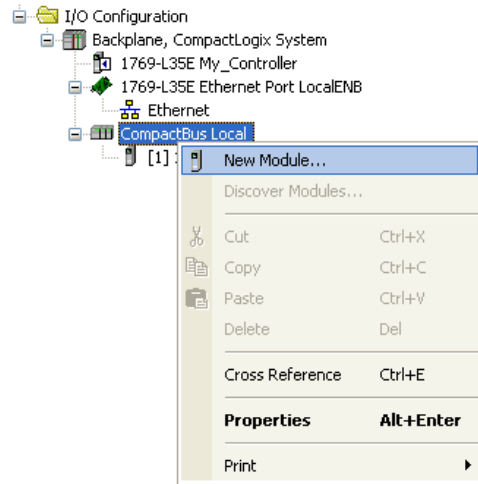 I/O Configuration
Backplane, CompactLogix System
1769-L35E My_Controller
1769-L35E Ethernet Port LocalENB
Ethernet
CompactBus Local
[1]
New Module...
Discover Modules...
Cut Ctrl+X
Copy Ctrl+C
Paste Ctrl+V
Delete Del
Cross Reference Ctrl+E
Properties Alt+Enter
Print